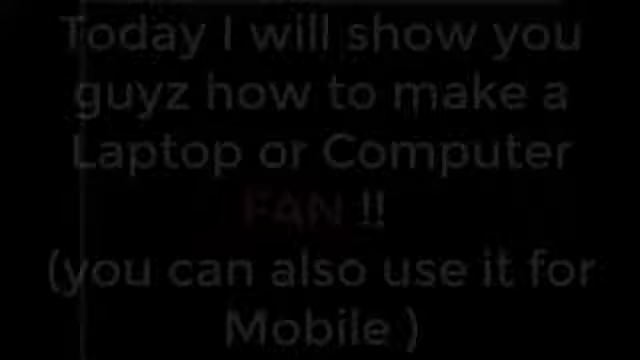 Today I will show you
guyz how to make a
Laptop or Computer
FAN !!
(you can also use it for
Mobile )